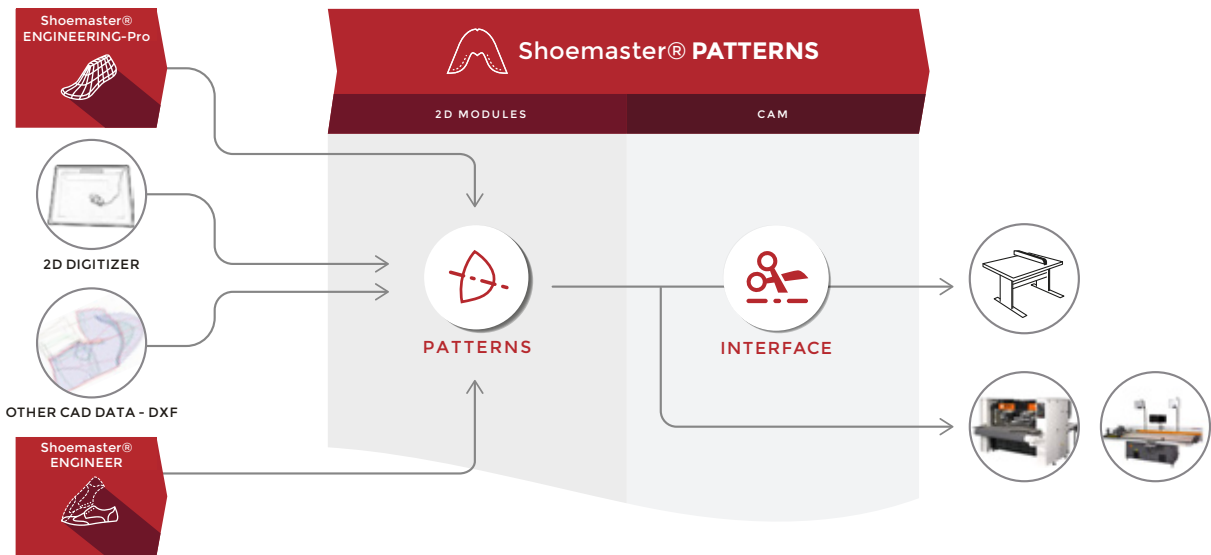 Shoemaster®
ENGINEERING-Pro
Shoemaster® PATTERNS
2D MODULES
CAM
2D DIGITIZER
PATTERNS
INTERFACE
OTHER CAD DATA - DXF
Shoemaster®
ENGINEER